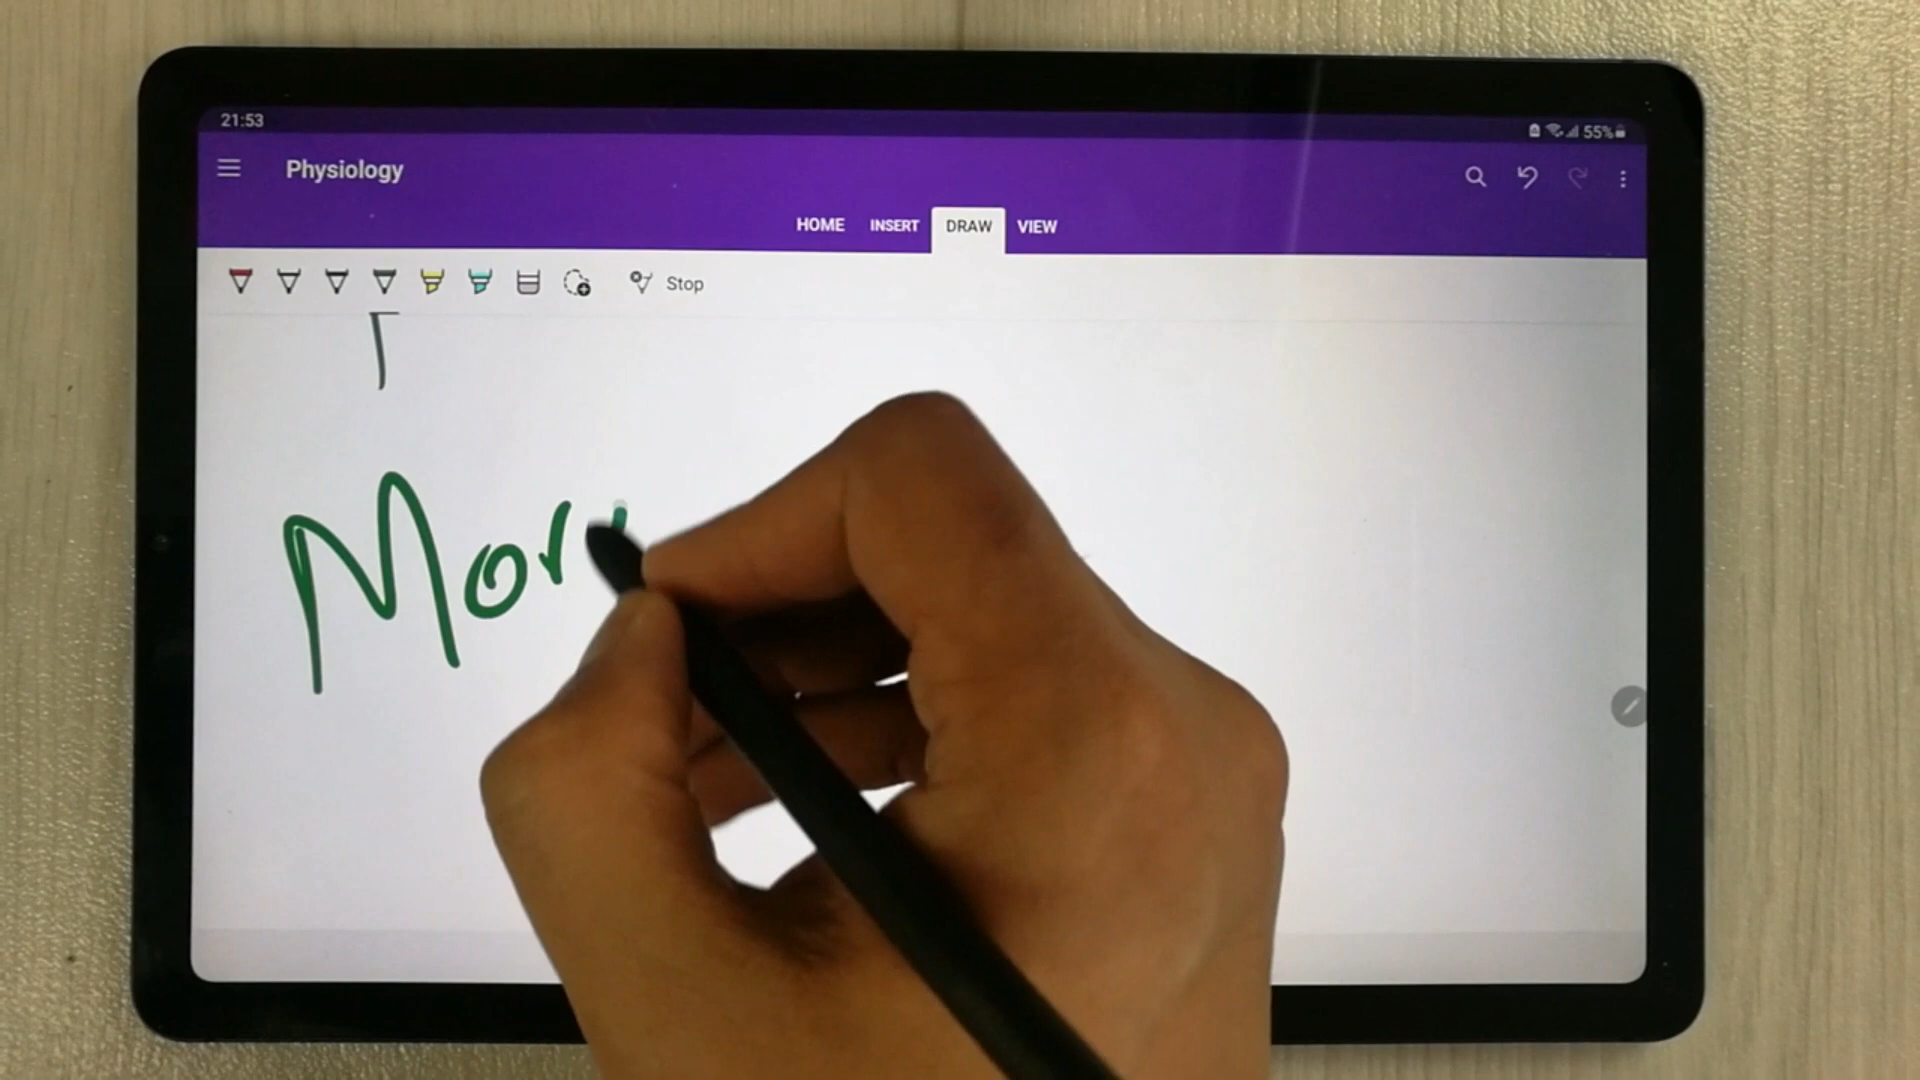 21:53 55%
Physiology
HOME INSERT DRAW VIEW
Stop
Mor